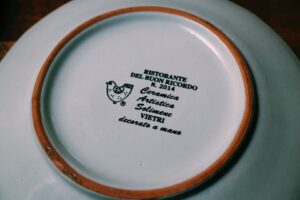 RISTORANTE
DEL BUON RICORDO
R. 2014
Ceramica
Artistica
Solimene
VIETRI
decorato a mano